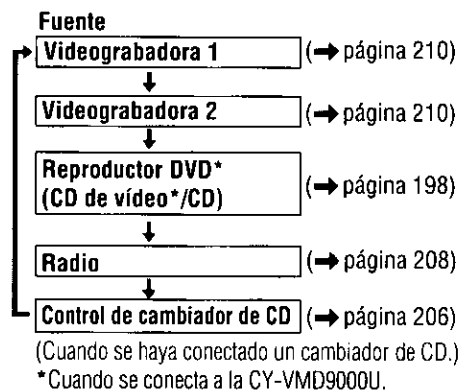 Fuente
Videograbadora 1 (➡ página 210)
Videograbadora 2 (➡ página 210)
Reproductor DVD* 
(CD de vídeo*/CD) (➡ página 198)
Radio (➡ página 208)
Control de cambiador de CD (➡ página 206)
(Cuando se haya conectado un cambiador de CD.)
*Cuando se conecta a la CY-VMD9000U.